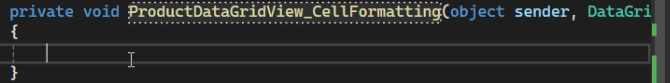 private void ProductDataGridView_CellFormatting(object sender, DataGri
{
}